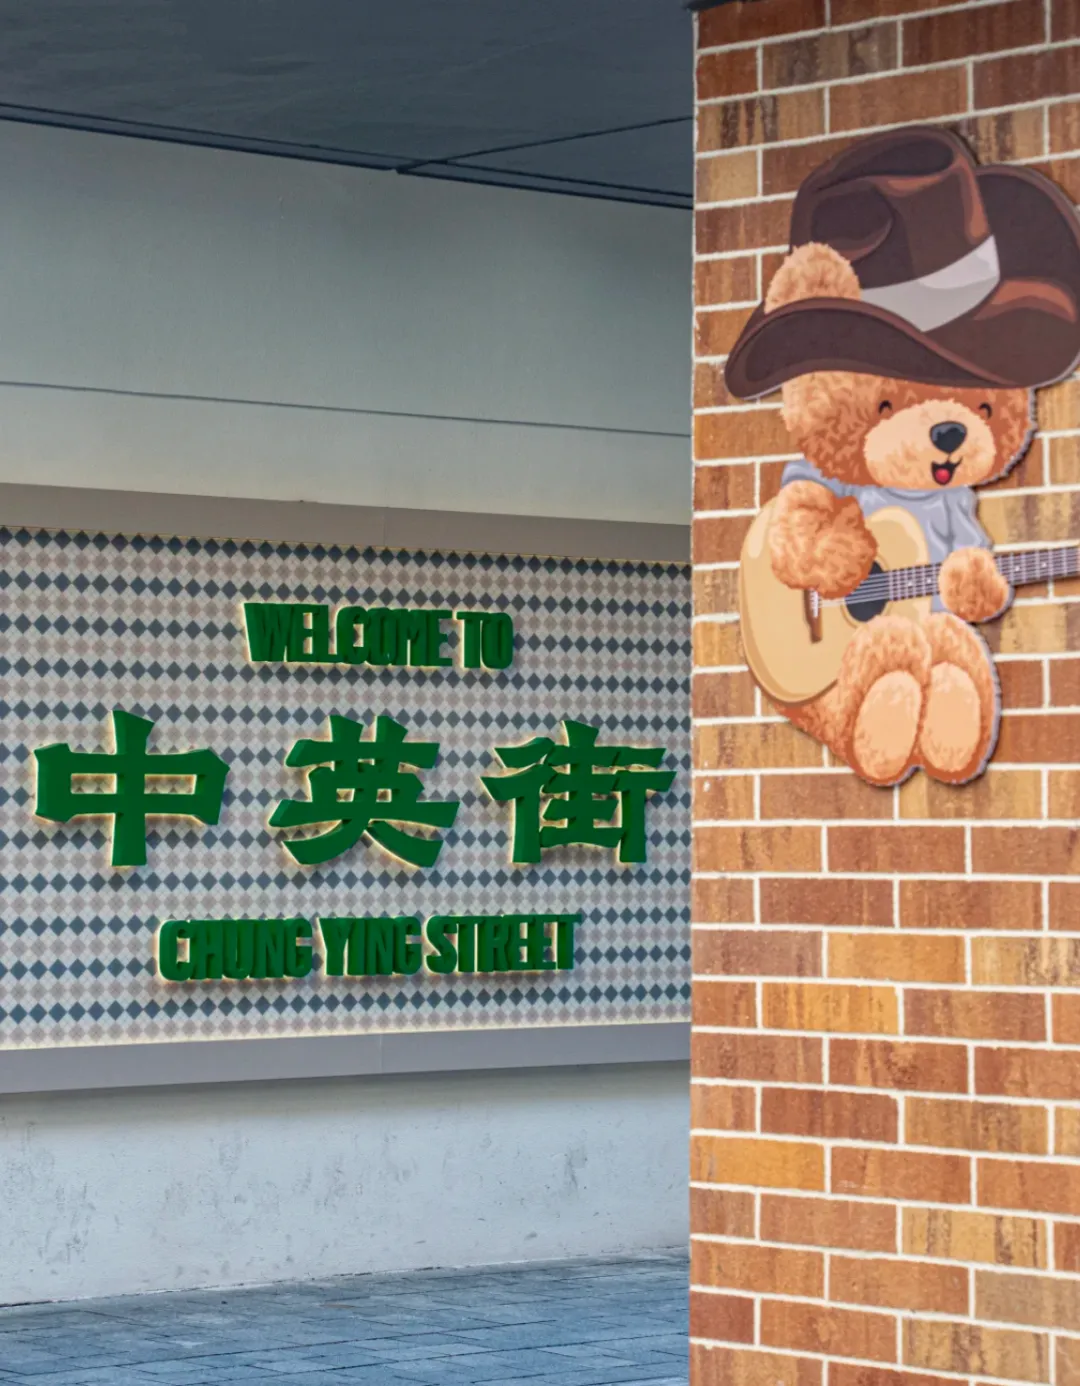 WELCOME TO
中英街
CHUNG YING STREET